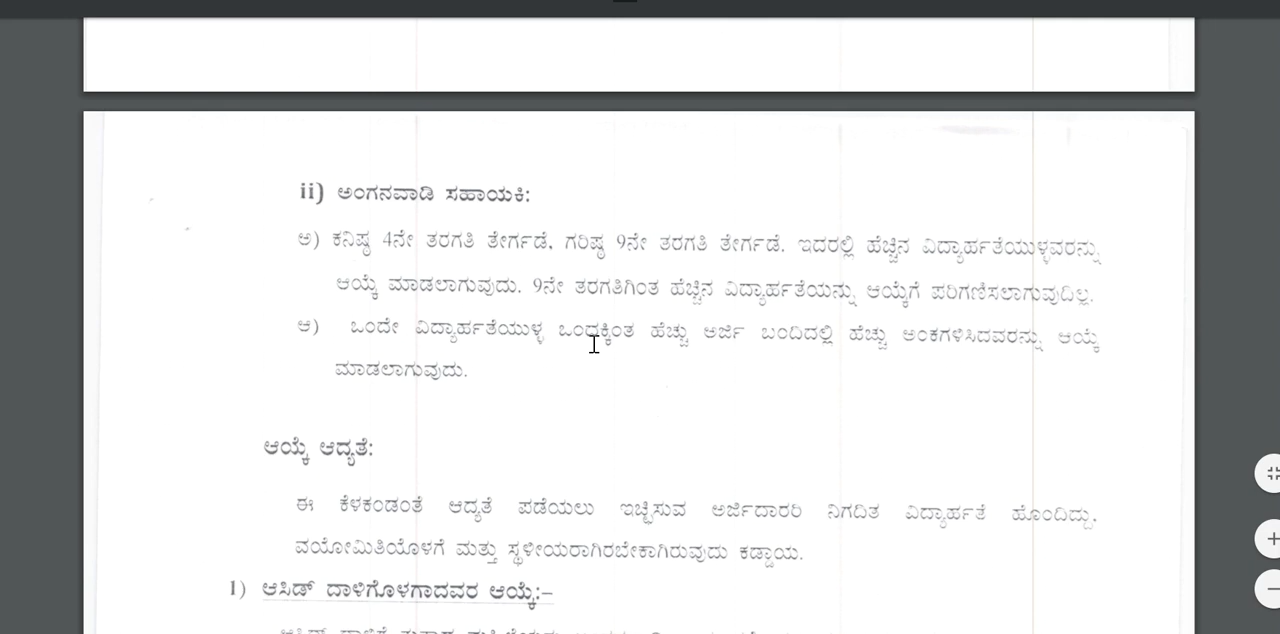 ii) ಅಂಗನವಾಡಿ ಸಹಾಯಕಿ:
ಅ) ಕನಿಷ್ಠ 4ನೇ ತರಗತಿ ತೇರ್ಗಡೆ, ಗರಿಷ್ಠ 9ನೇ ತರಗತಿ ತೇರ್ಗಡೆ. ಇದರಲ್ಲಿ ಹೆಚ್ಚಿನ ವಿದ್ಯಾರ್ಹತೆಯುಳ್ಳವರನ್ನು
ಆಯ್ಕೆ ಮಾಡಲಾಗುವುದು. 9ನೇ ತರಗತಿಗಿಂತ ಹೆಚ್ಚಿನ ವಿದ್ಯಾರ್ಹತೆಯನ್ನು ಆಯ್ಕೆಗೆ ಪರಿಗಣಿಸಲಾಗುವುದಿಲ್ಲ.
ಆ) ಒಂದೇ ವಿದ್ಯಾರ್ಹತೆಯುಳ್ಳ ಒಂದಕ್ಕಿಂತ ಹೆಚ್ಚು ಅರ್ಜಿ ಬಂದಿದಲ್ಲಿ ಹೆಚ್ಚು ಅಂಕಗಳಿಸಿದವರನ್ನು ಆಯ್ಕೆ
ಮಾಡಲಾಗುವುದು.
ಆಯ್ಕೆ ಆದ್ಯತೆ:
ಈ ಕೆಳಕಂಡಂತೆ ಆದ್ಯತೆ ಪಡೆಯಲು ಇಚ್ಛಿಸುವ ಅರ್ಜಿದಾರರಿ ನಿಗದಿತ ವಿದ್ಯಾರ್ಹತೆ ಹೊಂದಿದ್ದು,
ವಯೋಮಿತಿಯೊಳಗೆ ಮತ್ತು ಸ್ಥಳೀಯರಾಗಿರಬೇಕಾಗಿರುವುದು ಕಡ್ಡಾಯ.
1) ಆಸಿಡ್ ದಾಳಿಗೊಳಗಾದವರ ಆಯ್ಕೆ:–